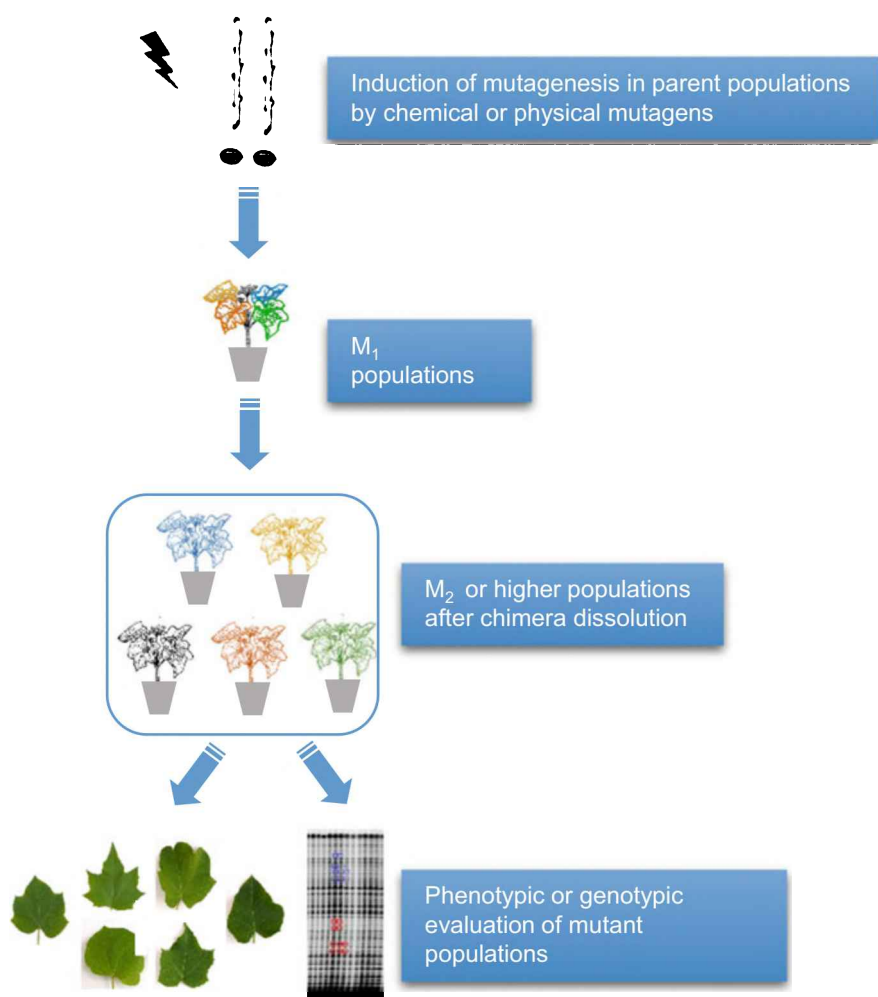 Induction of mutagenesis in parent populations
by chemical or physical mutagens
M₁
populations
M₂ or higher populations
after chimera dissolution
Phenotypic or genotypic
evaluation of mutant
populations